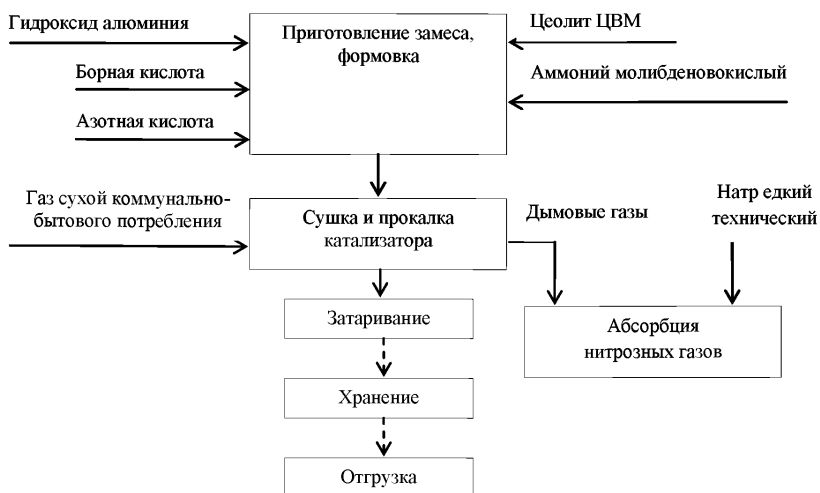 Гидроксид алюминия
Приготовление замеса,
формовка
Цеолит ЦВМ
Борная кислота
Аммоний молибденовокислый
Азотная кислота
Газ сухой коммунально-
бытового потребления
Сушка и прокалка
катализатора
Дымовые газы
Натр едкий
технический
Затаривание
Абсорбция
нитрозных газов
Хранение
Отгрузка